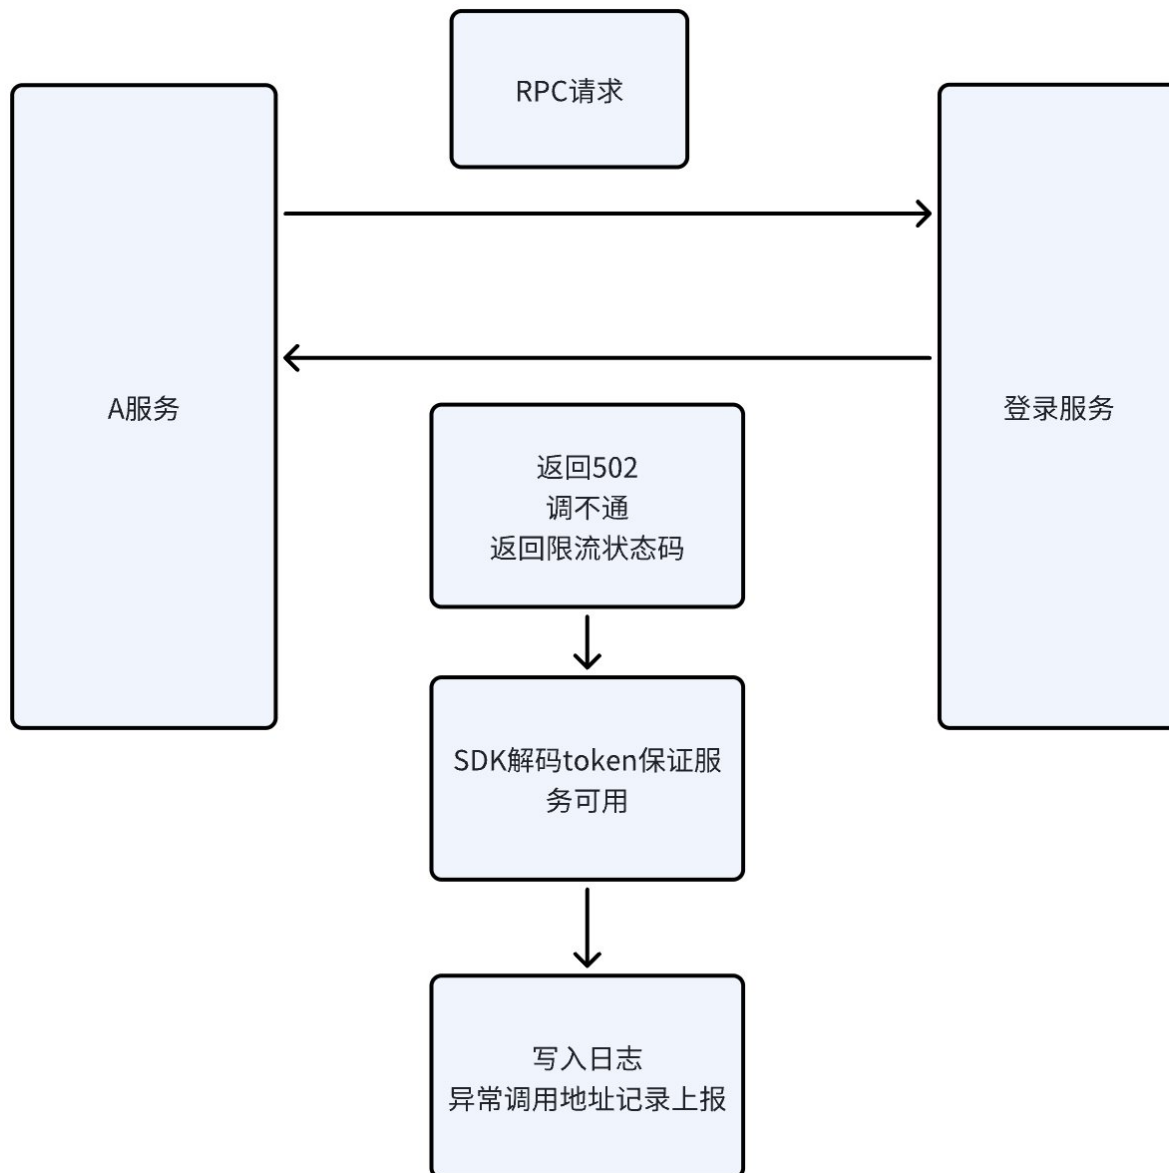 RPC请求
A服务
登录服务
返回502
调不通
返回限流状态码
SDK解码token保证服
务可用
写入日志
异常调用地址记录上报